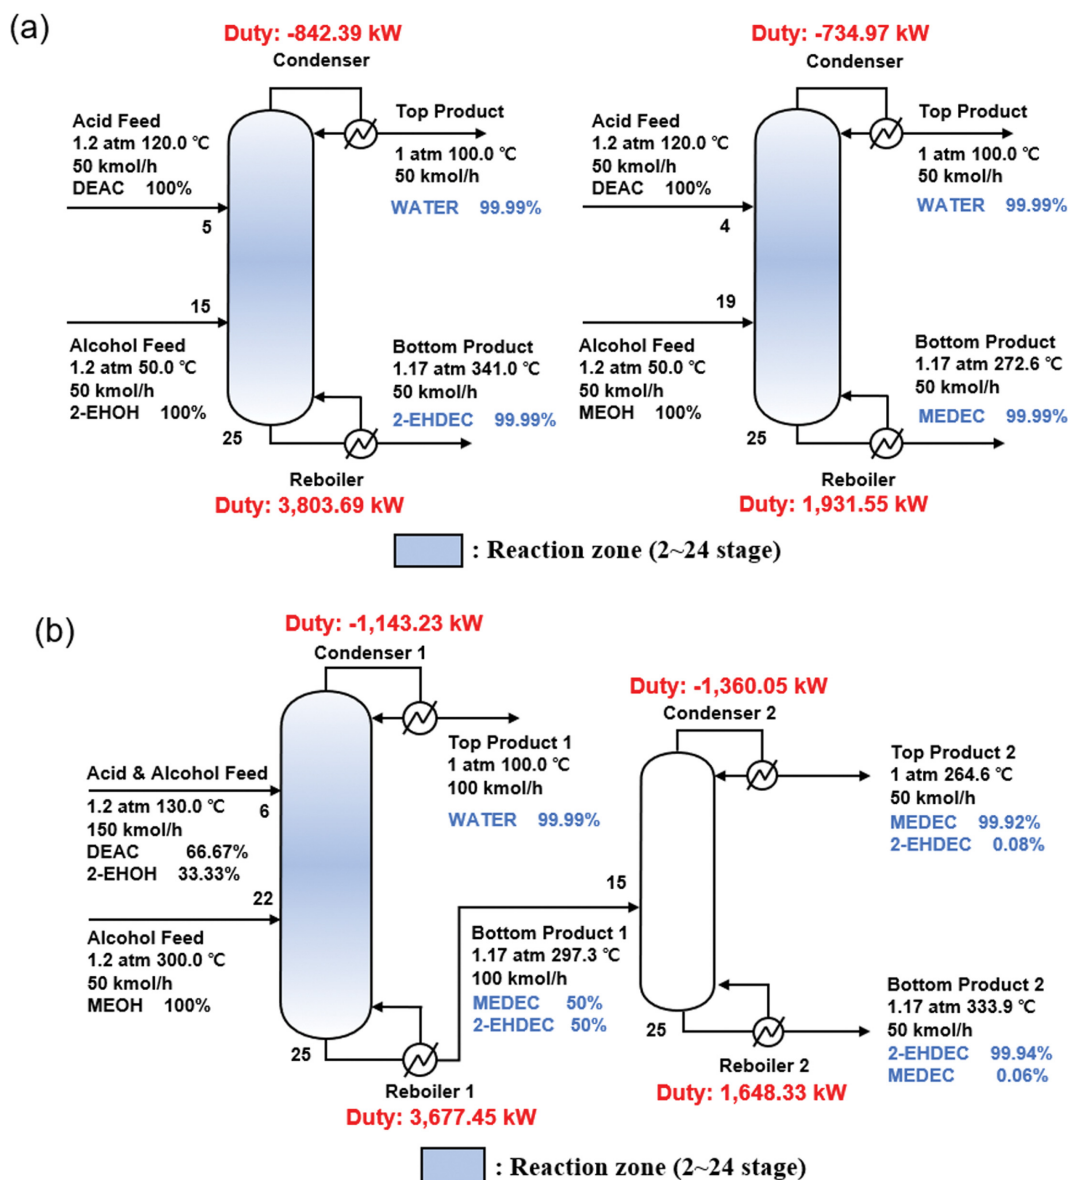 (a)
Duty: -842.39 kW
Condenser
Acid Feed
1.2 atm 120.0 ℃
50 kmol/h
DEAC 100%
5
Top Product
1 atm 100.0 ℃
50 kmol/h
WATER 99.99%
15
Alcohol Feed
1.2 atm 50.0 ℃
50 kmol/h
2-EHOH 100%
Bottom Product
1.17 atm 341.0 ℃
50 kmol/h
2-EHDEC 99.99%
25
Reboiler
Duty: 3,803.69 kW
Duty: -734.97 kW
Condenser
Acid Feed
1.2 atm 120.0 ℃
50 kmol/h
DEAC 100%
4
Top Product
1 atm 100.0 ℃
50 kmol/h
WATER 99.99%
19
Alcohol Feed
1.2 atm 50.0 ℃
50 kmol/h
MEOH 100%
Bottom Product
1.17 atm 272.6 ℃
50 kmol/h
MEDEC 99.99%
25
Reboiler
Duty: 1,931.55 kW
: Reaction zone (2~24 stage)
(b)
Duty: -1,143.23 kW
Condenser 1
Acid & Alcohol Feed
1.2 atm 130.0 ℃
150 kmol/h
DEAC 66.67%
2-EHOH 33.33%
6
Top Product 1
1 atm 100.0 ℃
100 kmol/h
WATER 99.99%
22
Alcohol Feed
1.2 atm 300.0 ℃
50 kmol/h
MEOH 100%
Bottom Product 1
1.17 atm 297.3 ℃
100 kmol/h
MEDEC 50%
2-EHDEC 50%
25
Reboiler 1
Duty: 3,677.45 kW
Duty: -1,360.05 kW
Condenser 2
Top Product 2
1 atm 264.6 ℃
50 kmol/h
MEDEC 99.92%
2-EHDEC 0.08%
15
Bottom Product 2
1.17 atm 333.9 ℃
50 kmol/h
2-EHDEC 99.94%
MEDEC 0.06%
25
Reboiler 2
Duty: 1,648.33 kW
: Reaction zone (2~24 stage)